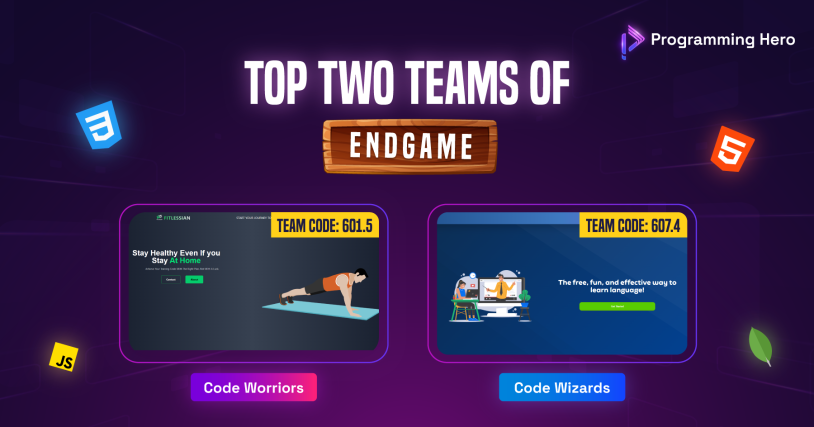 Programming Hero
TOP TWO TEAMS OF
ENDGAME
FITLESSIAN
TEAM CODE: 601.5
Stay Healthy Even If you
Stay At Home
TEAM CODE: 607.4
The free, fun, and effective way to
learn language!
JS
Code Worriors
Code Wizards